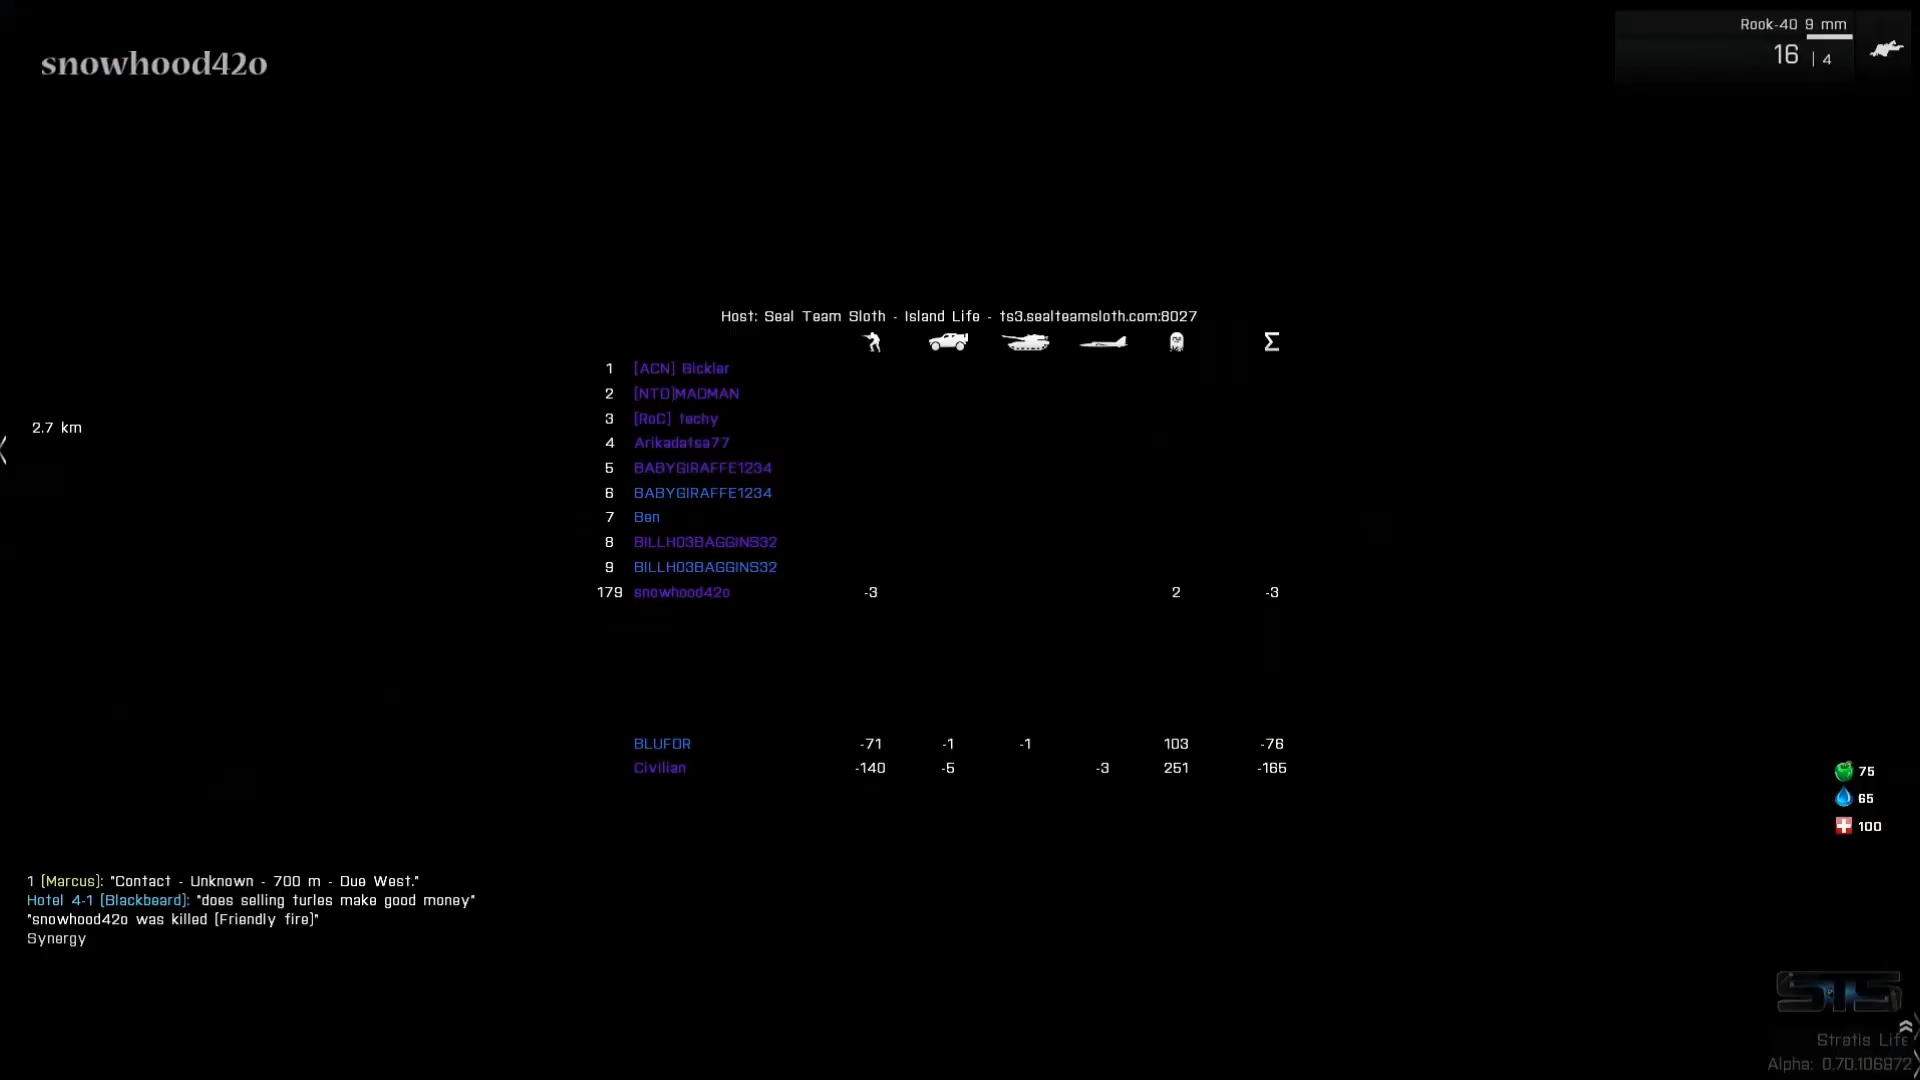 snowhood42o
Rook-40 9 mm
16 | 4
Host: Seal Team Sloth - Island Life - ts3.sealteamsloth.com:8027
Σ
1 [ACN] Bickler
2 [NTD]MADMAN
3 [RoC] techy
4 Arikadatsa77
5 BABYGIRAFFE1234
6 BABYGIRAFFE1234
7 Ben
8 BILLH03BAGGINS32
9 BILLH03BAGGINS32
179 snowhood42o -3 2 -3
2.7 km
BLUFOR -71 -1 -1 103 -76
Civilian -140 -5 -3 251 -165
75
65
100
1 (Marcus): "Contact - Unknown - 700 m - Due West."
Hotel 4-1 (Blackbeard): "does selling turles make good money"
"snowhood42o was killed (Friendly fire)"
Synergy
STS
Stratis Life
Alpha: 0.70.106872